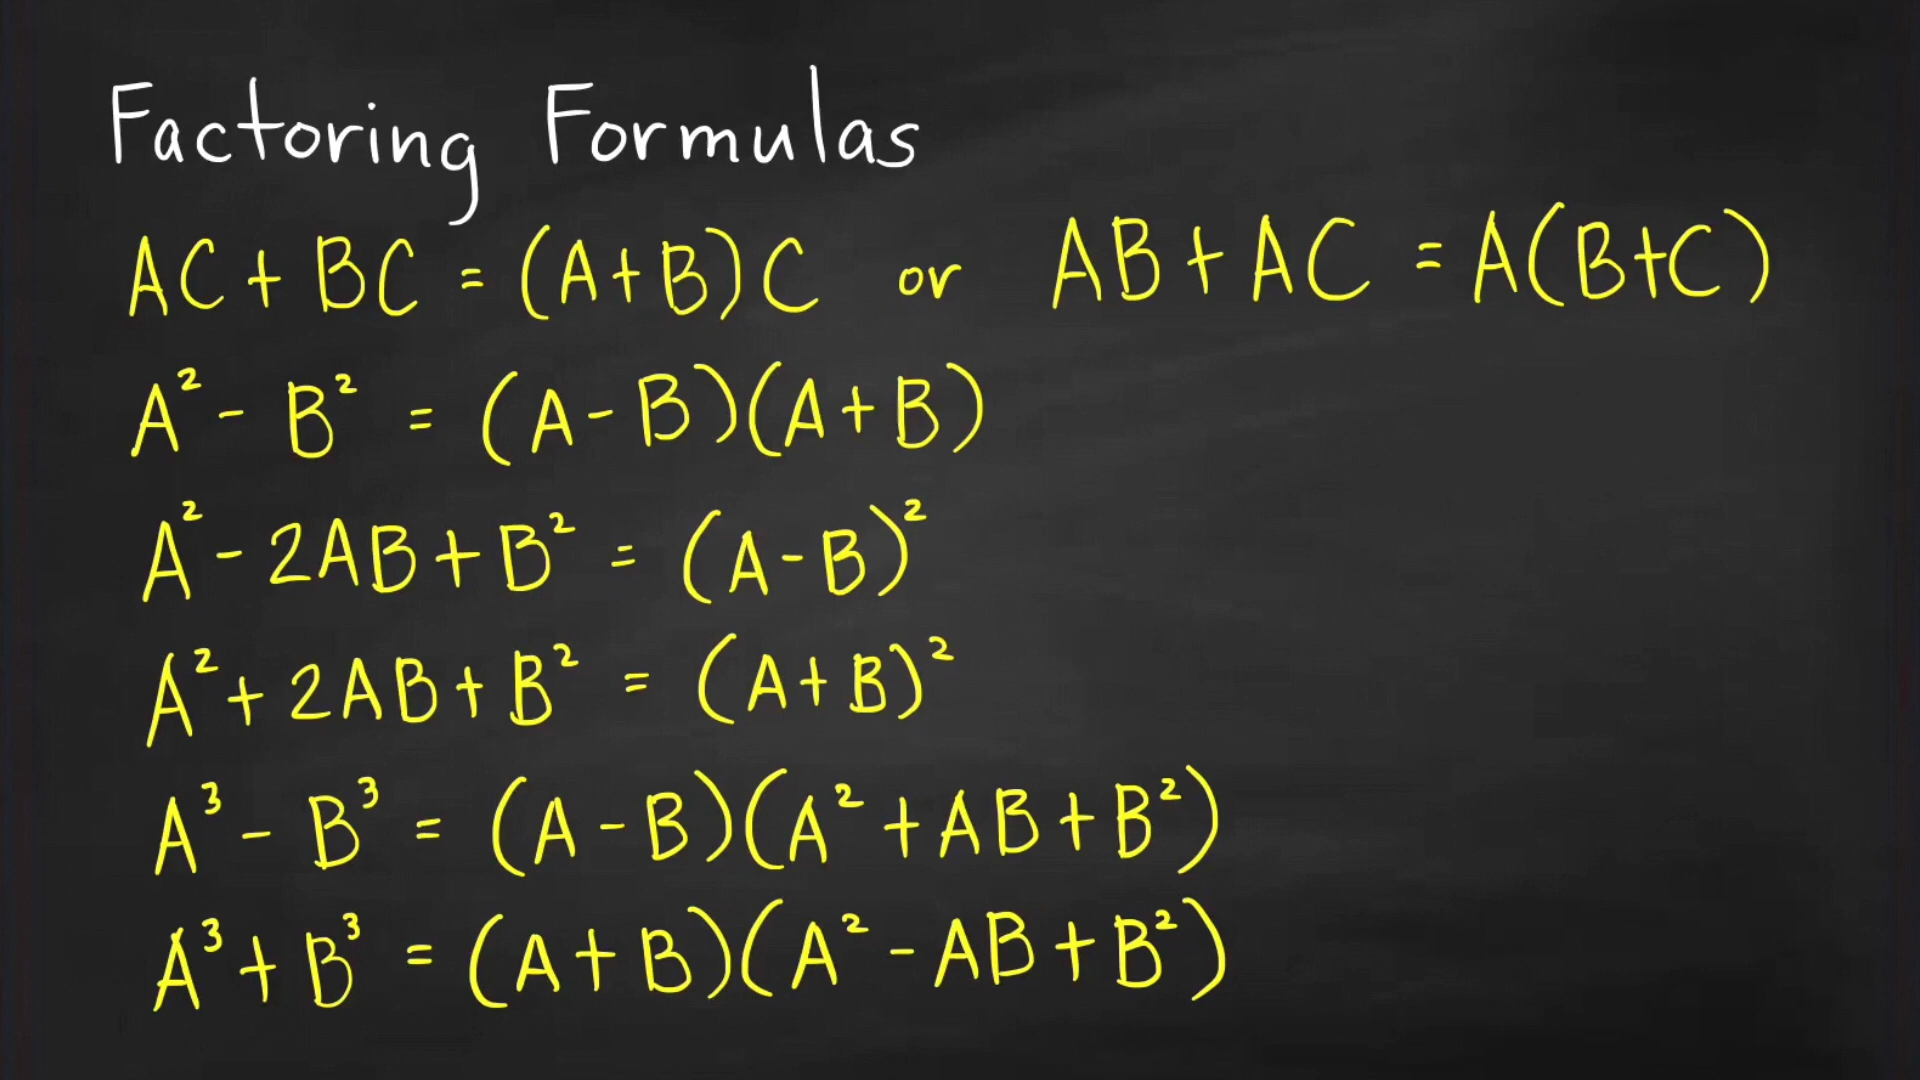 Factoring Formulas
AC + BC = (A+B)C or AB + AC = A(B+C)
A² - B² = (A-B)(A+B)
A² - 2AB + B² = (A-B)²
A² + 2AB + B² = (A+B)²
A³ - B³ = (A-B)(A² + AB + B²)
A³ + B³ = (A+B)(A² - AB + B²)